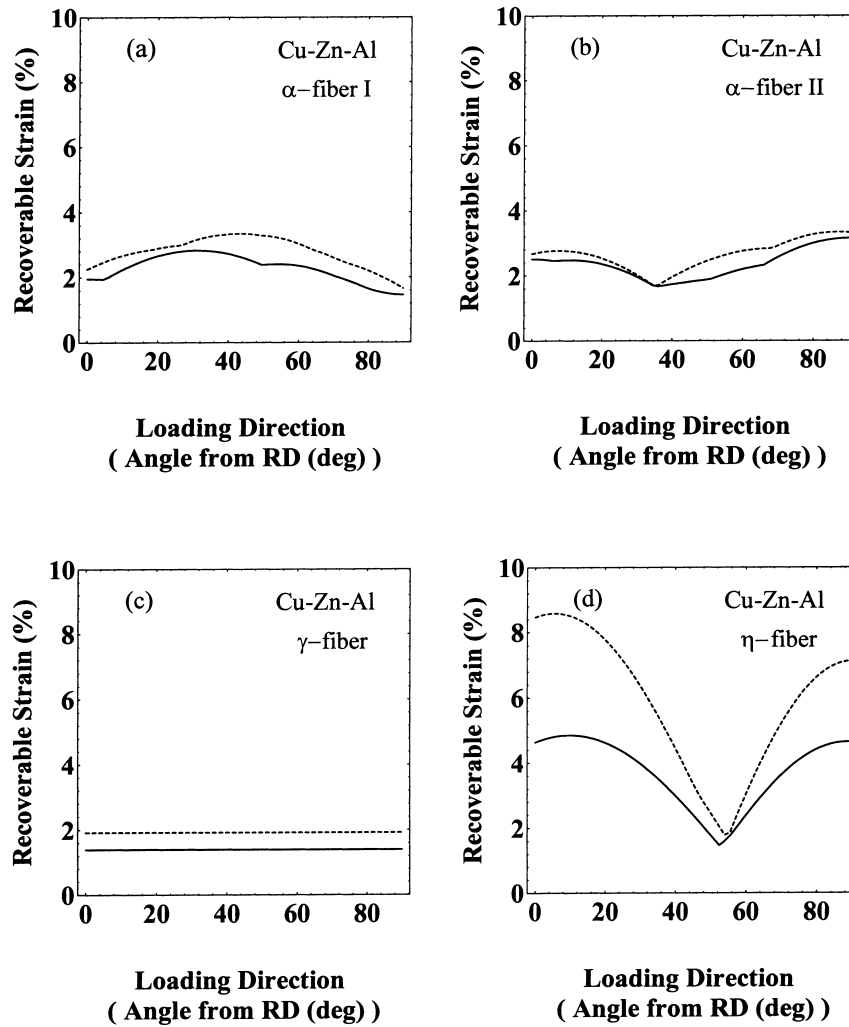 (a)
Cu-Zn-Al
α−fiber I
Recoverable Strain (%)
10
8
6
4
2
0
0 20 40 60 80
Loading Direction
( Angle from RD (deg) )
(b)
Cu-Zn-Al
α−fiber II
Recoverable Strain (%)
10
8
6
4
2
0
0 20 40 60 80
Loading Direction
( Angle from RD (deg) )
(c)
Cu-Zn-Al
γ−fiber
Recoverable Strain (%)
10
8
6
4
2
0
0 20 40 60 80
Loading Direction
( Angle from RD (deg) )
(d)
Cu-Zn-Al
η−fiber
Recoverable Strain (%)
10
8
6
4
2
0
0 20 40 60 80
Loading Direction
( Angle from RD (deg) )